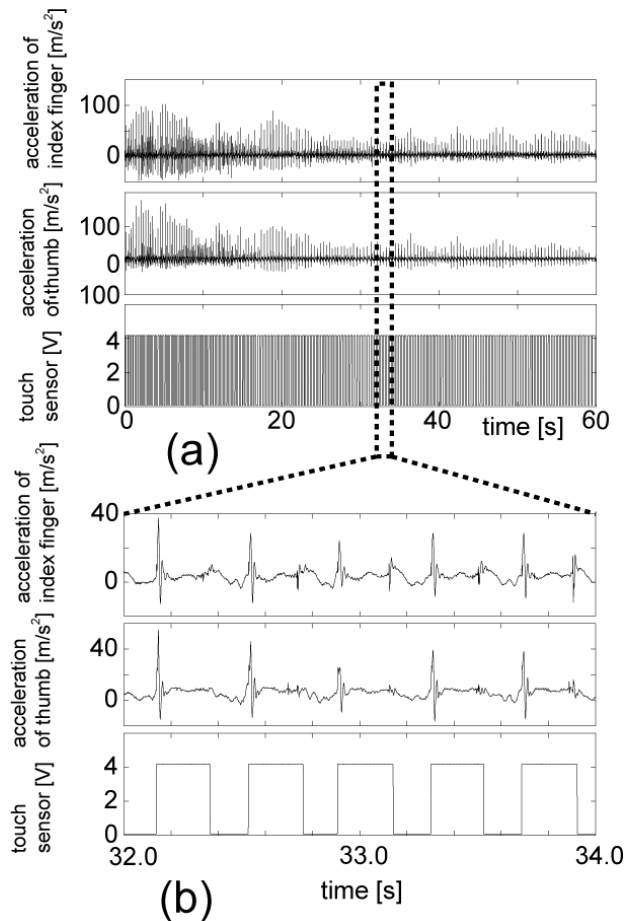 acceleration of
index finger [m/s²]
100
0
acceleration
of thumb [m/s²]
100
0
100
touch
sensor [V]
4
2
0
0
20
40
60
time [s]
(a)
acceleration of
index finger [m/s²]
40
0
acceleration
of thumb [m/s²]
40
0
touch
sensor [V]
4
2
0
32.0
33.0
34.0
time [s]
(b)